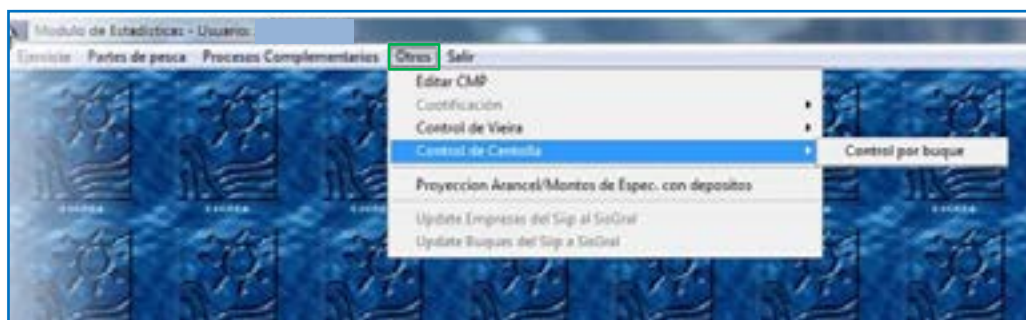 Modulo de Estadísticas - Usuario:
Ejercicio Partes de pesca Procesos Complementarios Otros Salir
Editar CMP
Cuotificación
Control de Vieira
Control de Centolla
Control por buque
Proyeccion Arancel/Montos de Espec. con depositos
Update Empresas del Siip al SisGral
Update Buques del Siip a SisGral